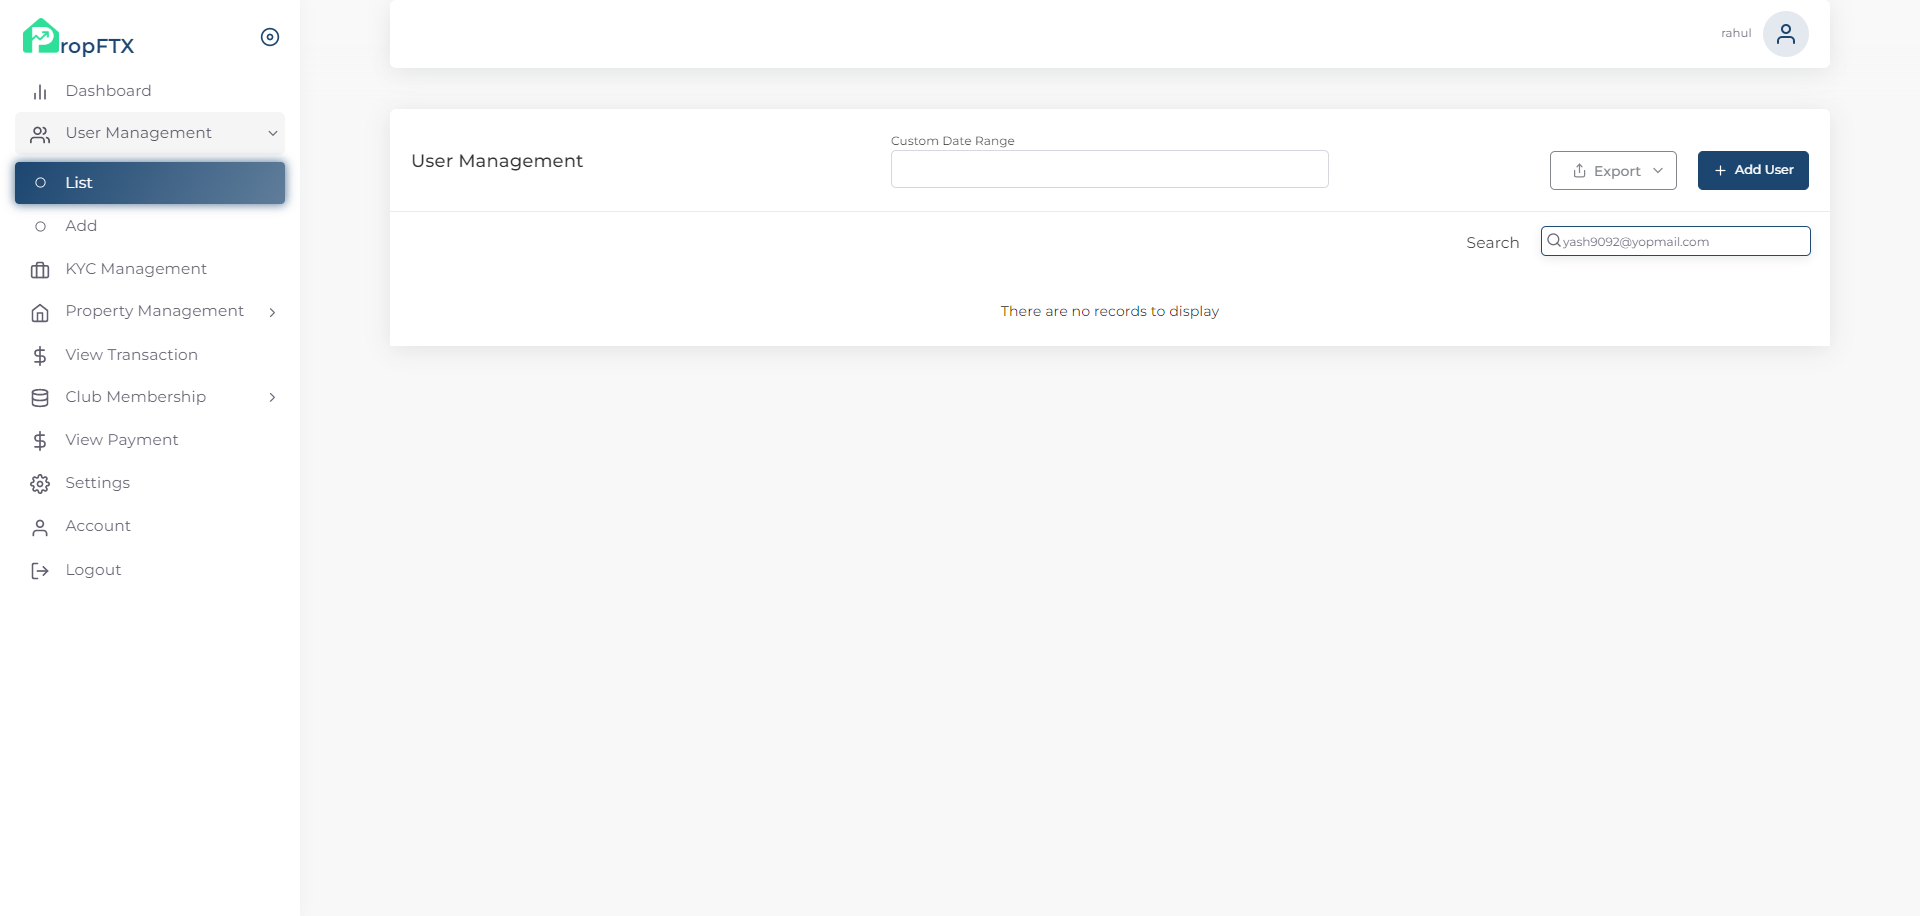 ropFTX
Dashboard
User Management
List
Add
KYC Management
Property Management
View Transaction
Club Membership
View Payment
Settings
Account
Logout
rahul
User Management
Custom Date Range
Export
Add User
Search
yash9092@yopmail.com
There are no records to display